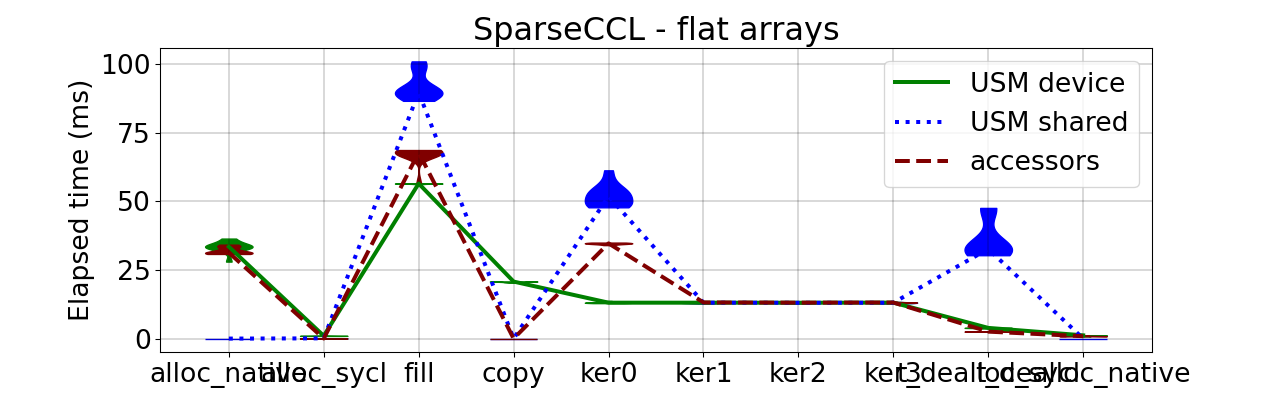 SparseCCL - flat arrays
Elapsed time (ms)
100
75
50
25
0
USM device
USM shared
accessors
alloc_native alloc_sycl fill copy ker0 ker1 ker2 ker3